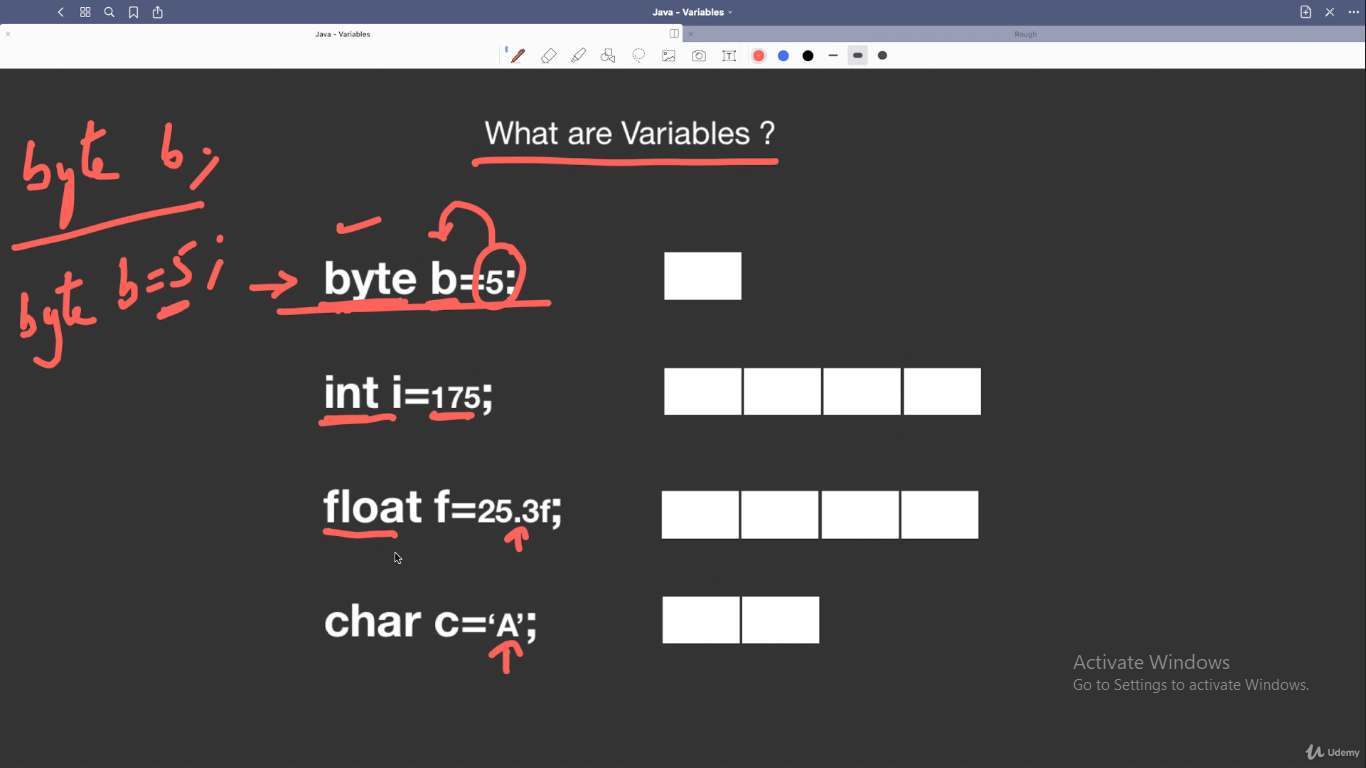 Java - Variables
Java - Variables
Rough
What are Variables ?
byte b;
byte b=5;
byte b=5;
int i=175;
float f=25.3f;
char c=‘A’;
Activate Windows
Go to Settings to activate Windows.
Udemy